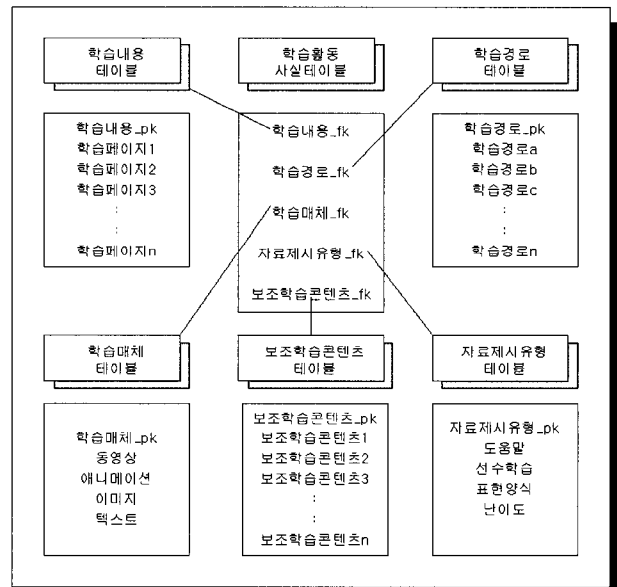 학습내용
테이블
학습활동
사실테이블
학습경로
테이블
학습내용_pk
학습페이지1
학습페이지2
학습페이지3
:
:
학습페이지n
학습내용_fk
학습경로_fk
학습매체_fk
자료제시유형_fk
보조학습콘텐츠_fk
학습경로_pk
학습경로a
학습경로b
학습경로c
:
:
학습경로n
학습매체
테이블
보조학습콘텐츠
테이블
자료제시유형
테이블
학습매체_pk
동영상
애니메이션
이미지
텍스트
보조학습콘텐츠_pk
보조학습콘텐츠1
보조학습콘텐츠2
보조학습콘텐츠3
:
:
보조학습콘텐츠n
자료제시유형_pk
도움말
선수학습
표현양식
난이도